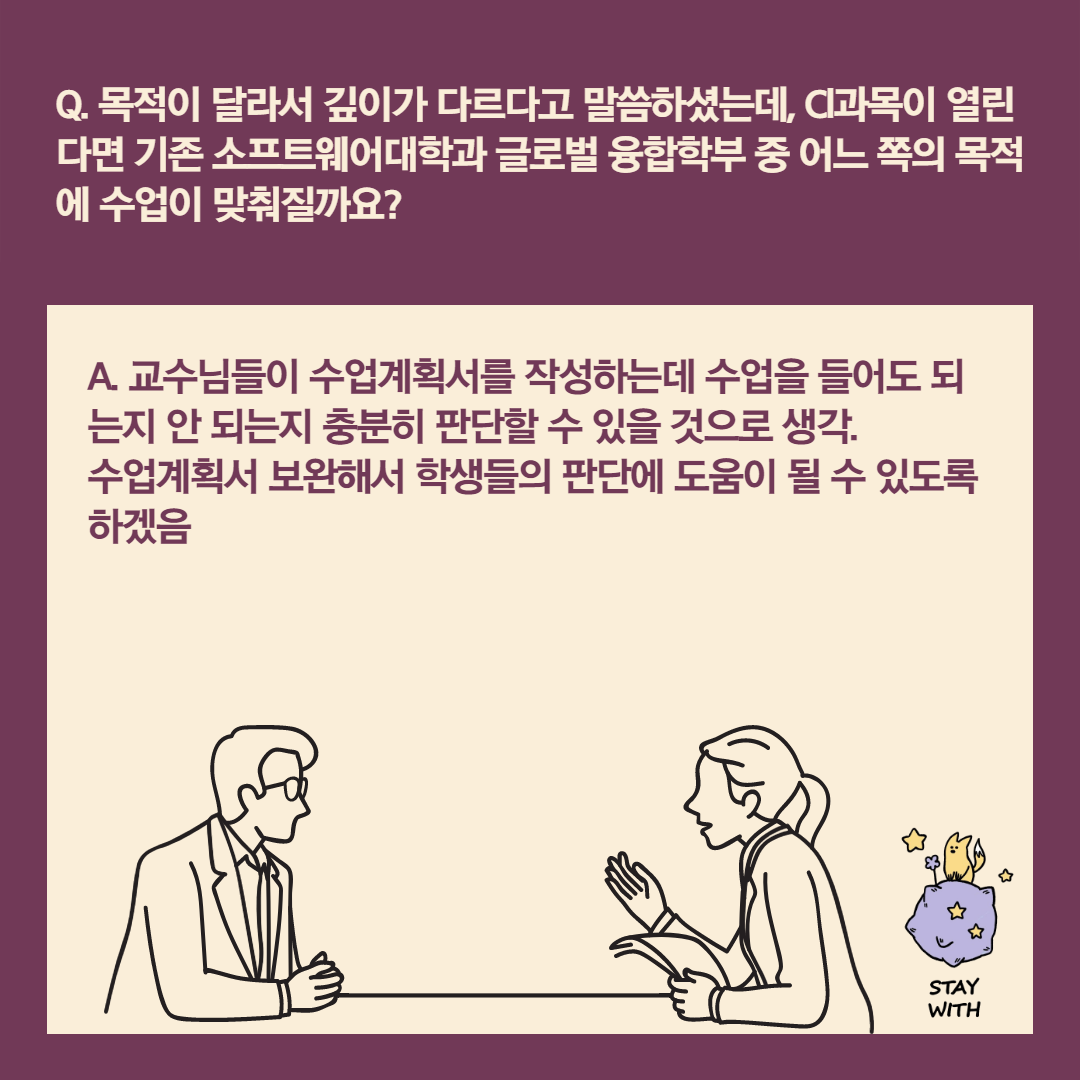 Q. 목적이 달라서 깊이가 다르다고 말씀하셨는데, CI과목이 열린
다면 기존 소프트웨어대학과 글로벌 융합학부 중 어느 쪽의 목적
에 수업이 맞춰질까요?
A. 교수님들이 수업계획서를 작성하는데 수업을 들어도 되
는지 안 되는지 충분히 판단할 수 있을 것으로 생각.
수업계획서 보완해서 학생들의 판단에 도움이 될 수 있도록
하겠음
STAY
WITH